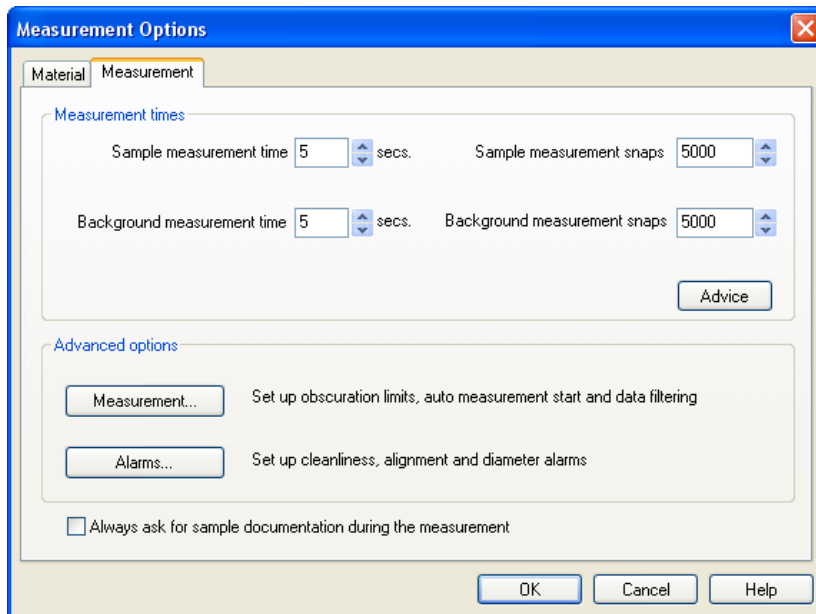 Measurement Options
Material Measurement
Measurement times
Sample measurement time 5 secs. Sample measurement snaps 5000
Background measurement time 5 secs. Background measurement snaps 5000
Advice
Advanced options
Measurement... Set up obscuration limits, auto measurement start and data filtering
Alarms... Set up cleanliness, alignment and diameter alarms
Always ask for sample documentation during the measurement
OK Cancel Help